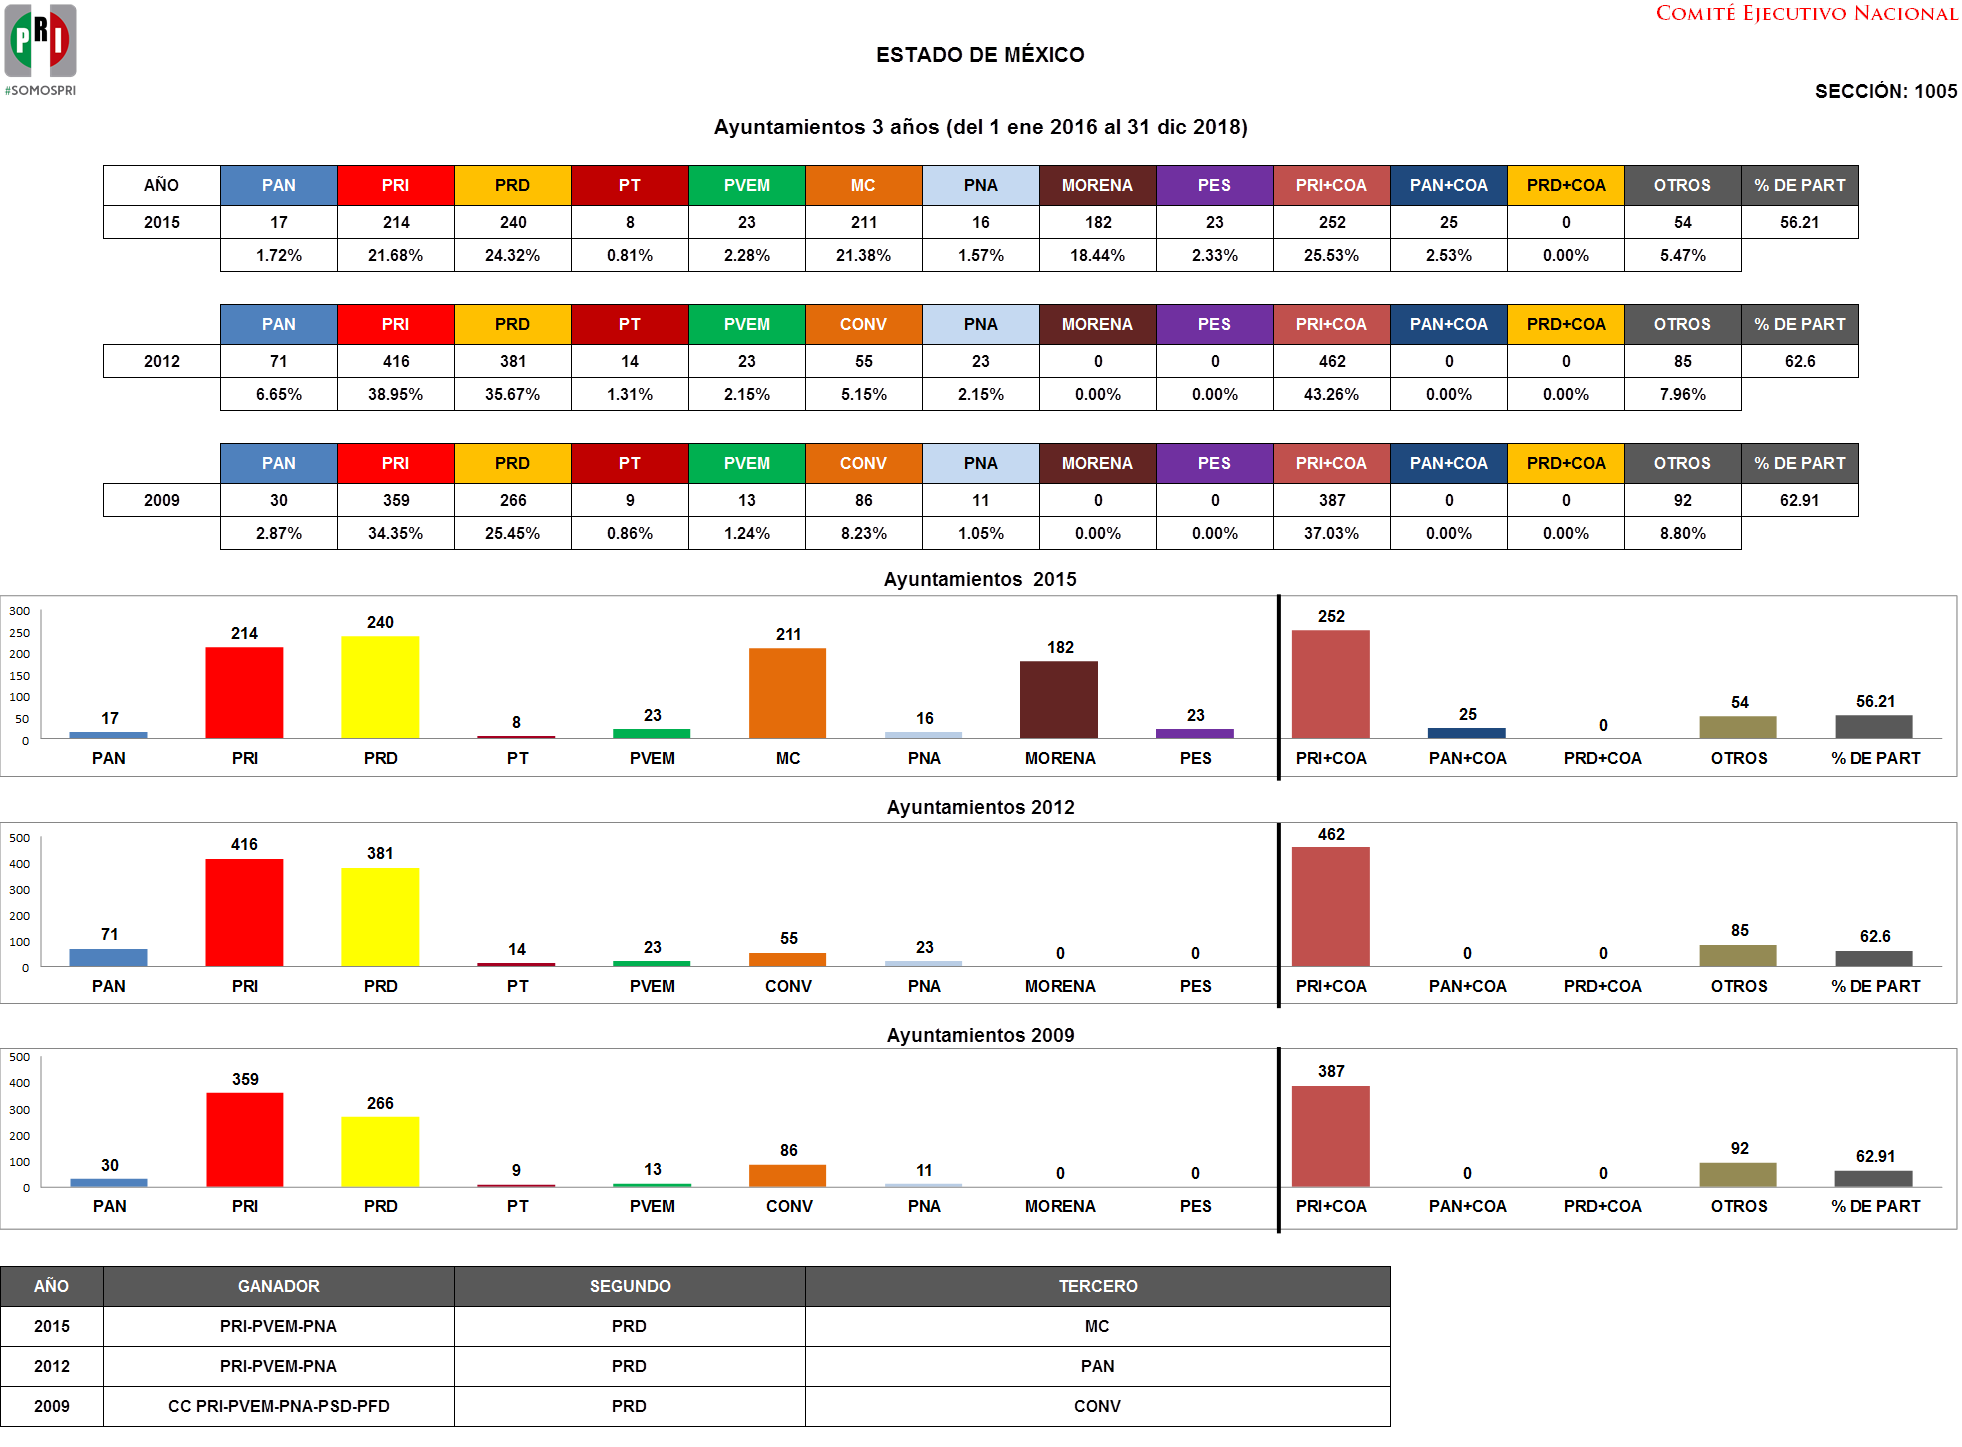 PRI
#SOMOSPRI
COMITÉ EJECUTIVO NACIONAL
ESTADO DE MÉXICO
SECCIÓN: 1005
Ayuntamientos 3 años (del 1 ene 2016 al 31 dic 2018)
AÑO PAN PRI PRD PT PVEM MC PNA MORENA PES PRI+COA PAN+COA PRD+COA OTROS % DE PART
2015 17 214 240 8 23 211 16 182 23 252 25 0 54 56.21
1.72% 21.68% 24.32% 0.81% 2.28% 21.38% 1.57% 18.44% 2.33% 25.53% 2.53% 0.00% 5.47%
PAN PRI PRD PT PVEM CONV PNA MORENA PES PRI+COA PAN+COA PRD+COA OTROS % DE PART
2012 71 416 381 14 23 55 23 0 0 462 0 0 85 62.6
6.65% 38.95% 35.67% 1.31% 2.15% 5.15% 2.15% 0.00% 0.00% 43.26% 0.00% 0.00% 7.96%
PAN PRI PRD PT PVEM CONV PNA MORENA PES PRI+COA PAN+COA PRD+COA OTROS % DE PART
2009 30 359 266 9 13 86 11 0 0 387 0 0 92 62.91
2.87% 34.35% 25.45% 0.86% 1.24% 8.23% 1.05% 0.00% 0.00% 37.03% 0.00% 0.00% 8.80%
Ayuntamientos 2015
300
250
200
150
100
50
0
17 214 240 8 23 211 16 182 23 252 25 0 54 56.21
PAN PRI PRD PT PVEM MC PNA MORENA PES PRI+COA PAN+COA PRD+COA OTROS % DE PART
Ayuntamientos 2012
500
400
300
200
100
0
71 416 381 14 23 55 23 0 0 462 0 0 85 62.6
PAN PRI PRD PT PVEM CONV PNA MORENA PES PRI+COA PAN+COA PRD+COA OTROS % DE PART
Ayuntamientos 2009
500
400
300
200
100
0
30 359 266 9 13 86 11 0 0 387 0 0 92 62.91
PAN PRI PRD PT PVEM CONV PNA MORENA PES PRI+COA PAN+COA PRD+COA OTROS % DE PART
AÑO GANADOR SEGUNDO TERCERO
2015 PRI-PVEM-PNA PRD MC
2012 PRI-PVEM-PNA PRD PAN
2009 CC PRI-PVEM-PNA-PSD-PFD PRD CONV